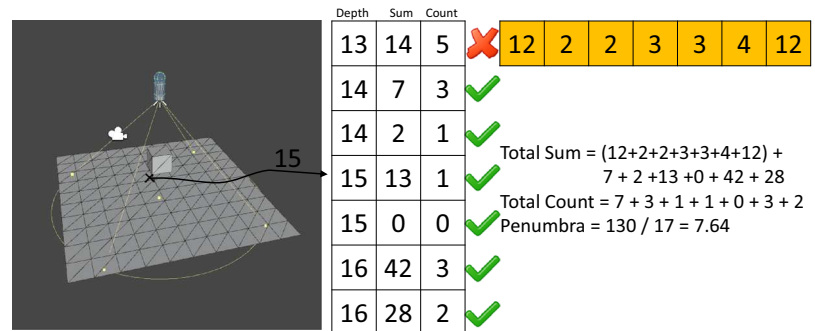 Depth Sum Count
13 14 5 12 2 2 3 3 4 12
14 7 3
14 2 1
15
15 13 1
15 0 0
16 42 3
16 28 2
Total Sum = (12+2+2+3+3+4+12) +
7 + 2 +13 +0 + 42 + 28
Total Count = 7 + 3 + 1 + 1 + 0 + 3 + 2
Penumbra = 130 / 17 = 7.64